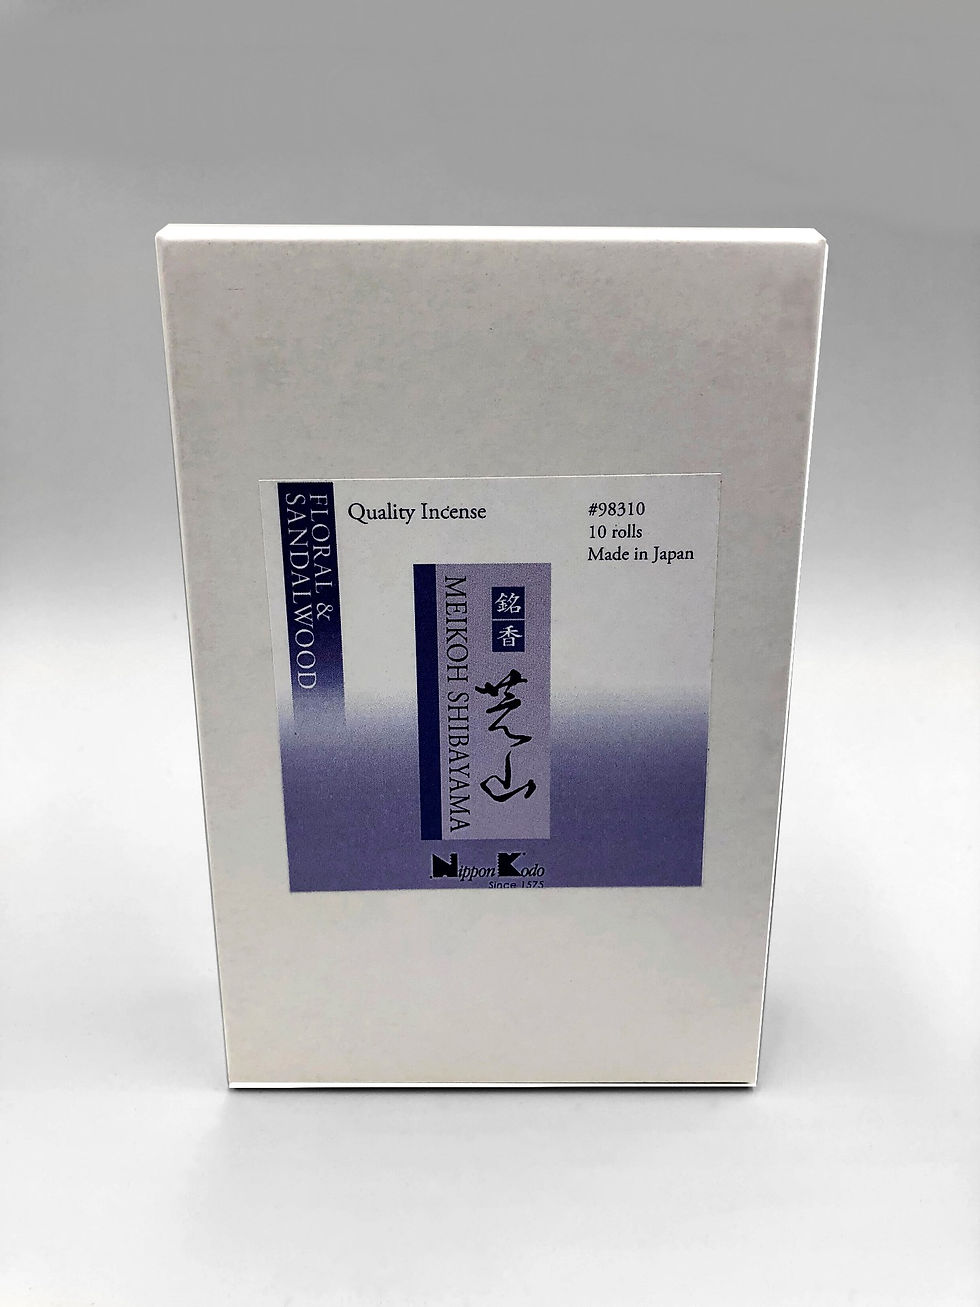 FLORAL &
SANDALWOOD
Quality Incense
#98310
10 rolls
Made in Japan
銘香
芝山
MEIKOH SHIBAYAMA
Nippon Kodo
Since 1575